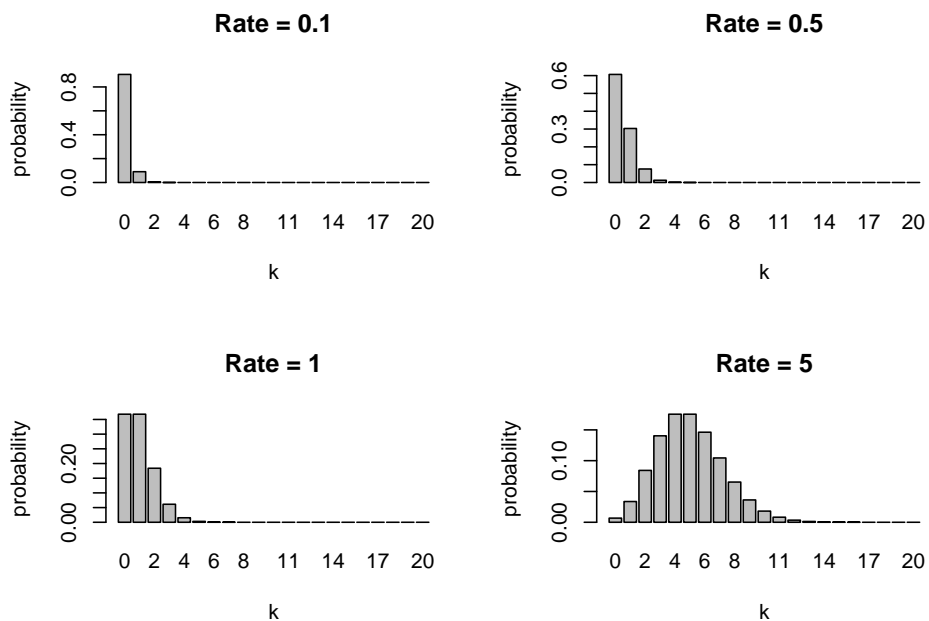 Rate = 0.1
probability
0.0 0.4 0.8
0 2 4 6 8 11 14 17 20
k
Rate = 0.5
probability
0.0 0.3 0.6
0 2 4 6 8 11 14 17 20
k
Rate = 1
probability
0.00 0.20
0 2 4 6 8 11 14 17 20
k
Rate = 5
probability
0.00 0.10
0 2 4 6 8 11 14 17 20
k